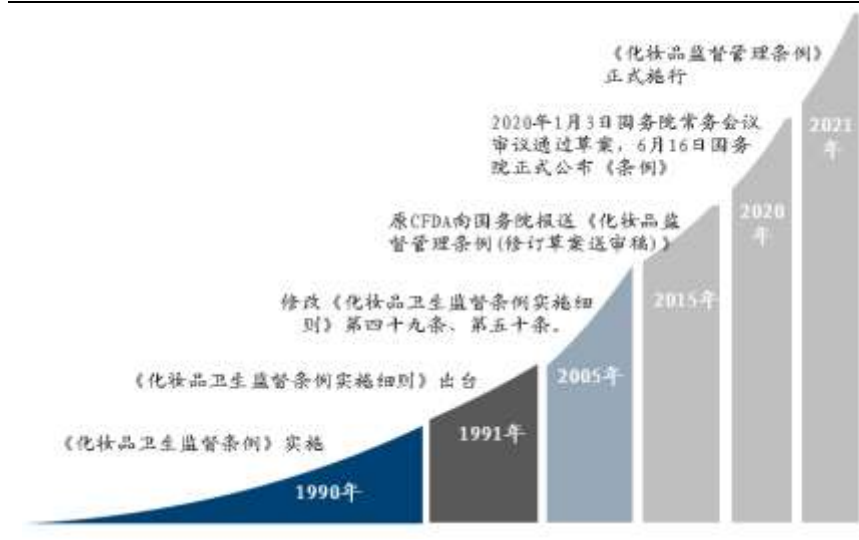 《化妆品监督管理条例》
正式施行
2020年1月3日国务院常务会议
审议通过草案，6月16日国务
院正式公布《条例》
原CFDA向国务院报送《化妆品监
督管理条例(修订草案送审稿)》
修改《化妆品卫生监督条例实施细
则》第四十九条、第五十条。
《化妆品卫生监督条例实施细则》出台
《化妆品卫生监督条例》实施
1990年
1991年
2005年
2015年
2020
年
2021
年